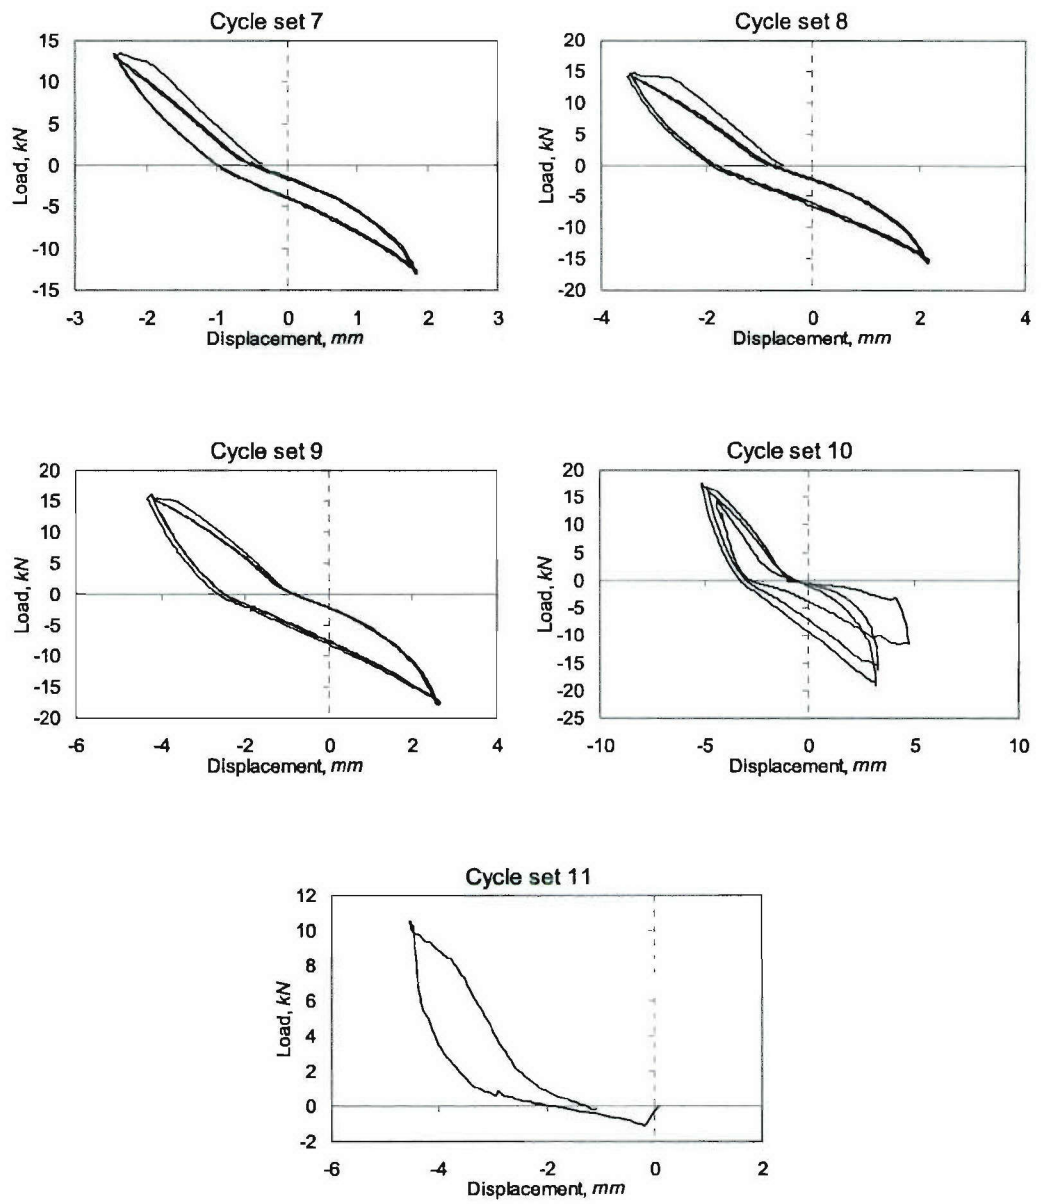 Cycle set 7
15
10
5
0
-5
-10
-15
Load, kN
-3 -2 -1 0 1 2 3
Displacement, mm
Cycle set 8
20
15
10
5
0
-5
-10
-15
-20
Load, kN
-4 -2 0 2 4
Displacement, mm
Cycle set 9
20
15
10
5
0
-5
-10
-15
-20
Load, kN
-6 -4 -2 0 2 4
Displacement, mm
Cycle set 10
20
15
10
5
0
-5
-10
-15
-20
-25
Load, kN
-10 -5 0 5 10
Displacement, mm
Cycle set 11
12
10
8
6
4
2
0
-2
Load, kN
-6 -4 -2 0 2
Displacement, mm